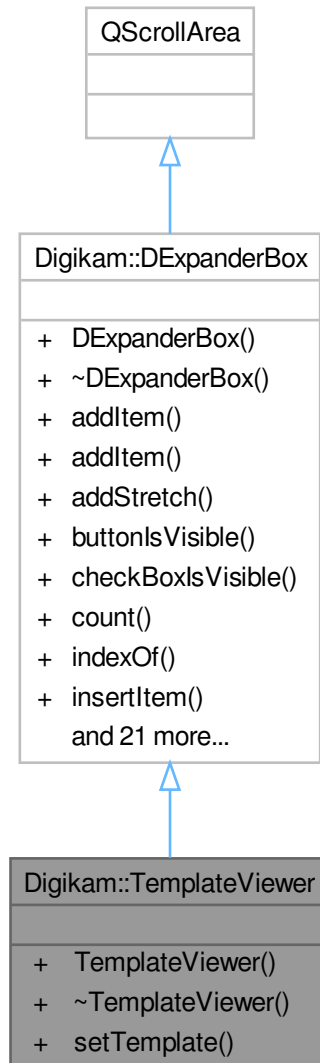 QScrollArea
Digikam::DExpanderBox
+ DExpanderBox()
+ ~DExpanderBox()
+ addItem()
+ addItem()
+ addStretch()
+ buttonIsVisible()
+ checkBoxIsVisible()
+ count()
+ indexOf()
+ insertItem()
and 21 more...
Digikam::TemplateViewer
+ TemplateViewer()
+ ~TemplateViewer()
+ setTemplate()